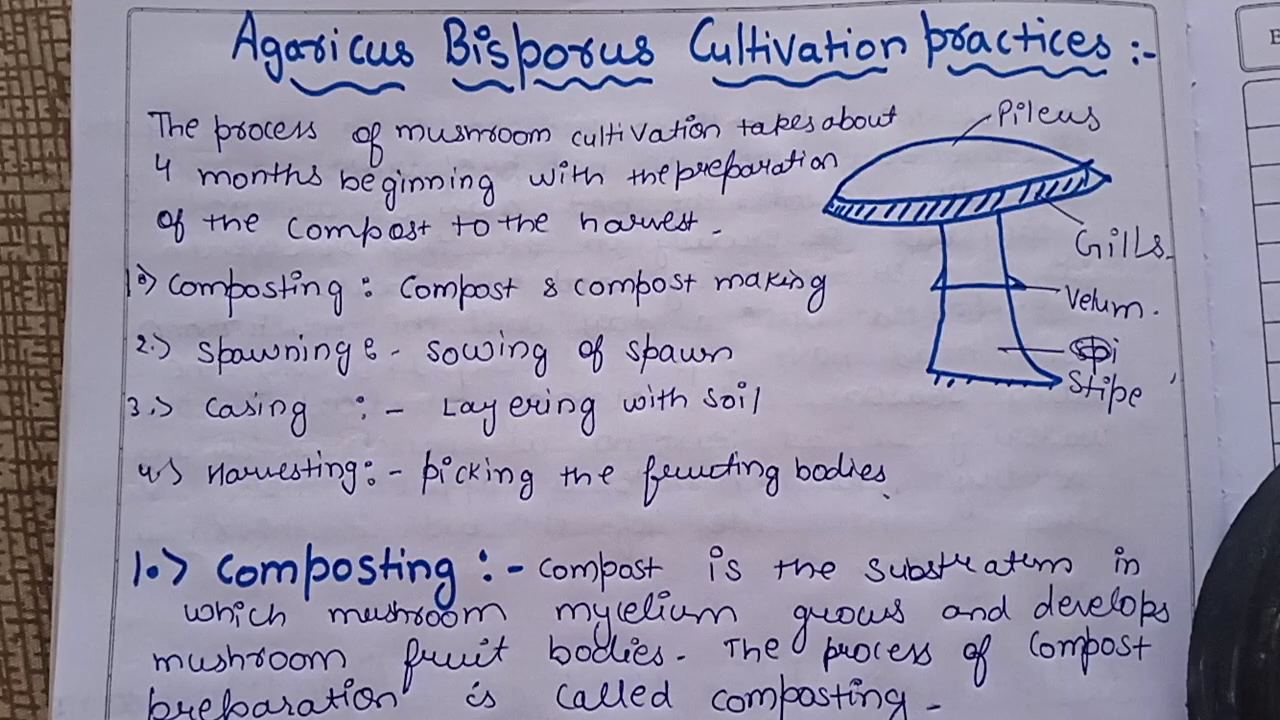 Agaricus Bisporus Cultivation practices :-
The process of mushroom cultivation takes about
4 months beginning with the preparation
of the compost to the harvest.
Pileus
Gills
Velum.
Stipe
1.) Composting : Compost & compost making
2.) Spawning :- Sowing of spawn
3.) Casing :- Layering with soil
4.) Harvesting :- picking the fructing bodies
1.) Composting :- Compost is the substratem in
which mushroom mycelium grows and develops
mushroom fruit bodies. The process of compost
preparation is called composting.